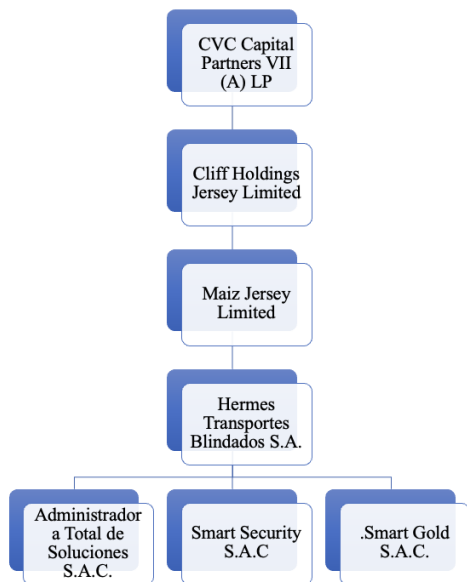 CVC Capital
Partners VII
(A) LP
Cliff Holdings
Jersey Limited
Maiz Jersey
Limited
Hermes
Transportes
Blindados S.A.
Administrador
a Total de
Soluciones
S.A.C.
Smart Security
S.A.C
.Smart Gold
S.A.C.